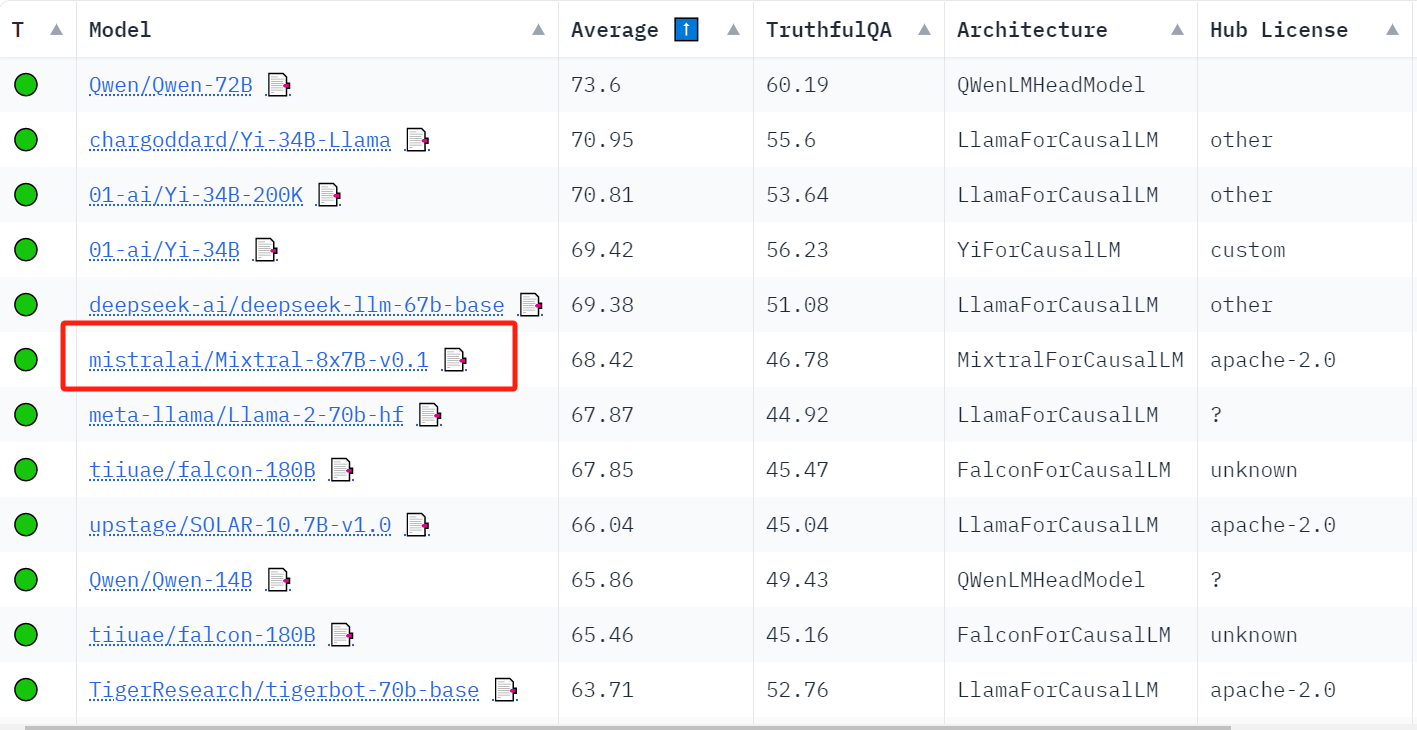 T Model Average ↑ TruthfulQA Architecture Hub License
Qwen/Qwen-72B 73.6 60.19 QWenLMHeadModel
chargoddard/Yi-34B-Llama 70.95 55.6 LlamaForCausalLM other
01-ai/Yi-34B-200K 70.81 53.64 LlamaForCausalLM other
01-ai/Yi-34B 69.42 56.23 YiForCausalLM custom
deepseek-ai/deepseek-llm-67b-base 69.38 51.08 LlamaForCausalLM other
mistralai/Mixtral-8x7B-v0.1 68.42 46.78 MixtralForCausalLM apache-2.0
meta-llama/Llama-2-70b-hf 67.87 44.92 LlamaForCausalLM ?
tiiuae/falcon-180B 67.85 45.47 FalconForCausalLM unknown
upstage/SOLAR-10.7B-v1.0 66.04 45.04 LlamaForCausalLM apache-2.0
Qwen/Qwen-14B 65.86 49.43 QWenLMHeadModel ?
tiiuae/falcon-180B 65.46 45.16 FalconForCausalLM unknown
TigerResearch/tigerbot-70b-base 63.71 52.76 LlamaForCausalLM apache-2.0